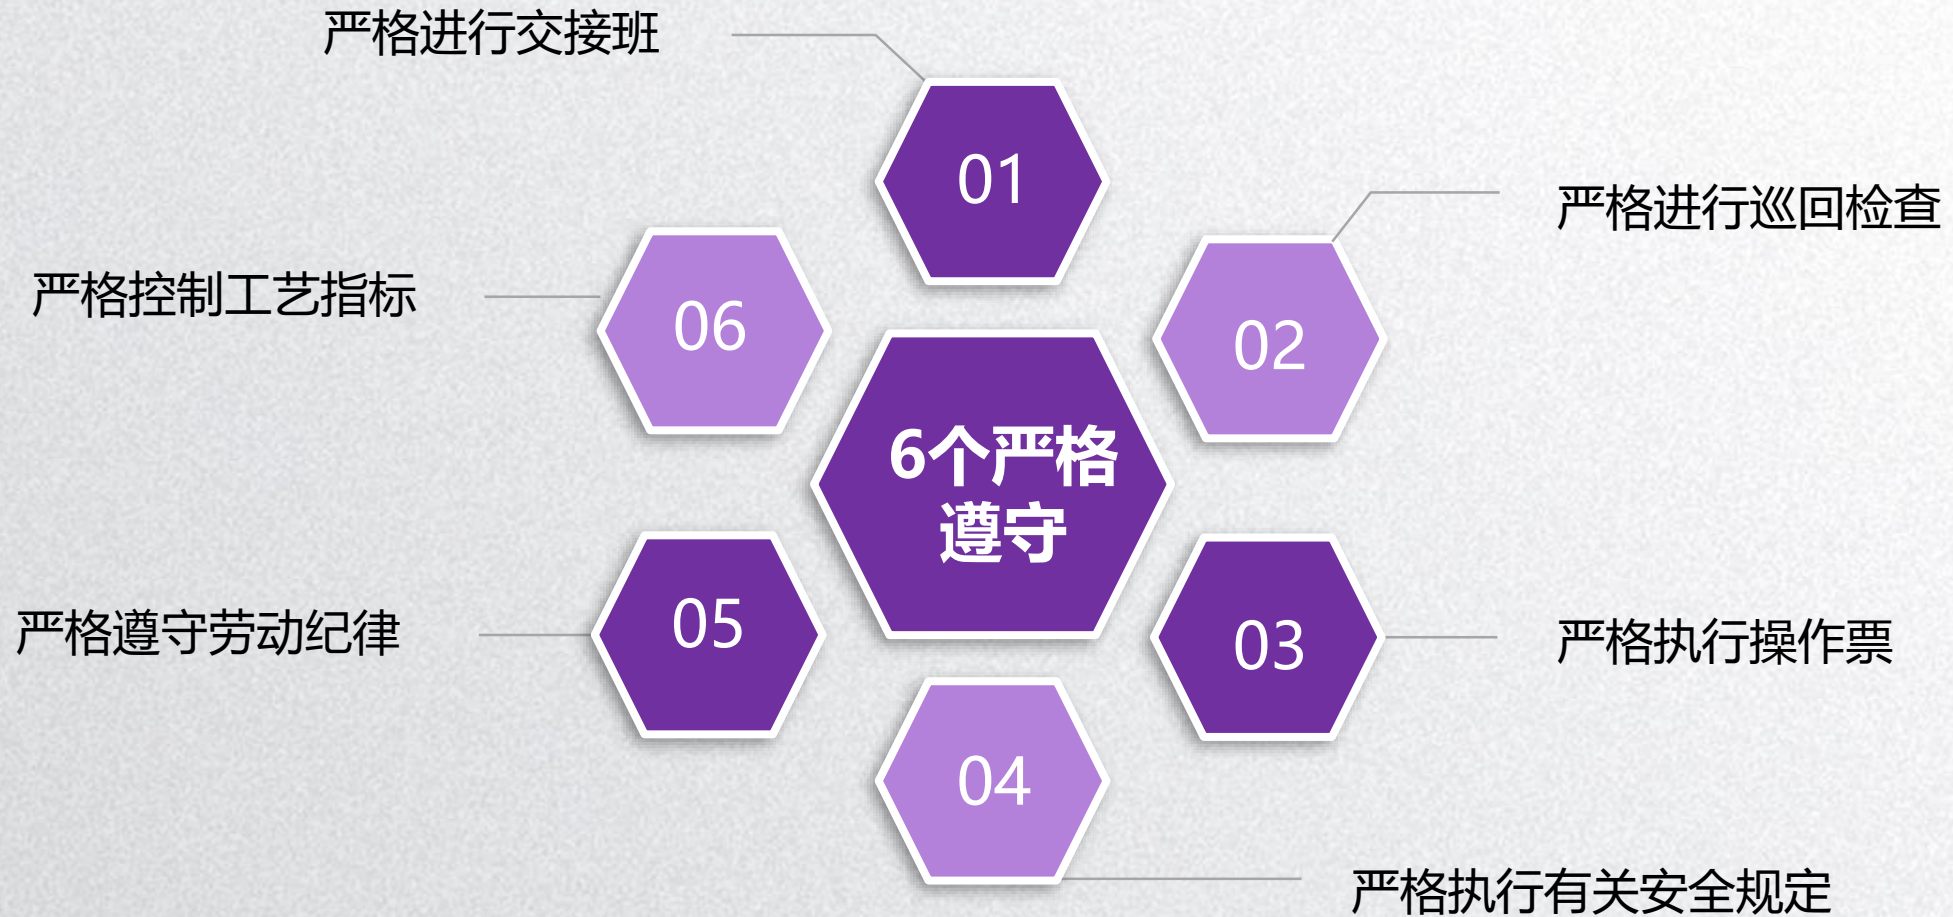 严格进行交接班
01
严格进行巡回检查
02
严格控制工艺指标
06
6个严格
遵守
严格遵守劳动纪律
05
03
严格执行操作票
04
严格执行有关安全规定